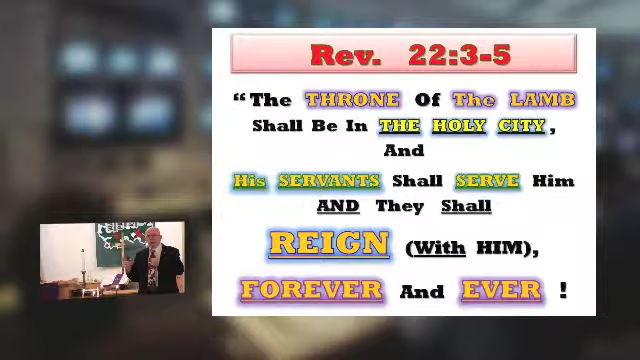 Rev. 22:3-5
“The THRONE Of The LAMB
Shall Be In THE HOLY CITY,
And
His SERVANTS Shall SERVE Him
AND They Shall
REIGN (With HIM),
FOREVER And EVER !